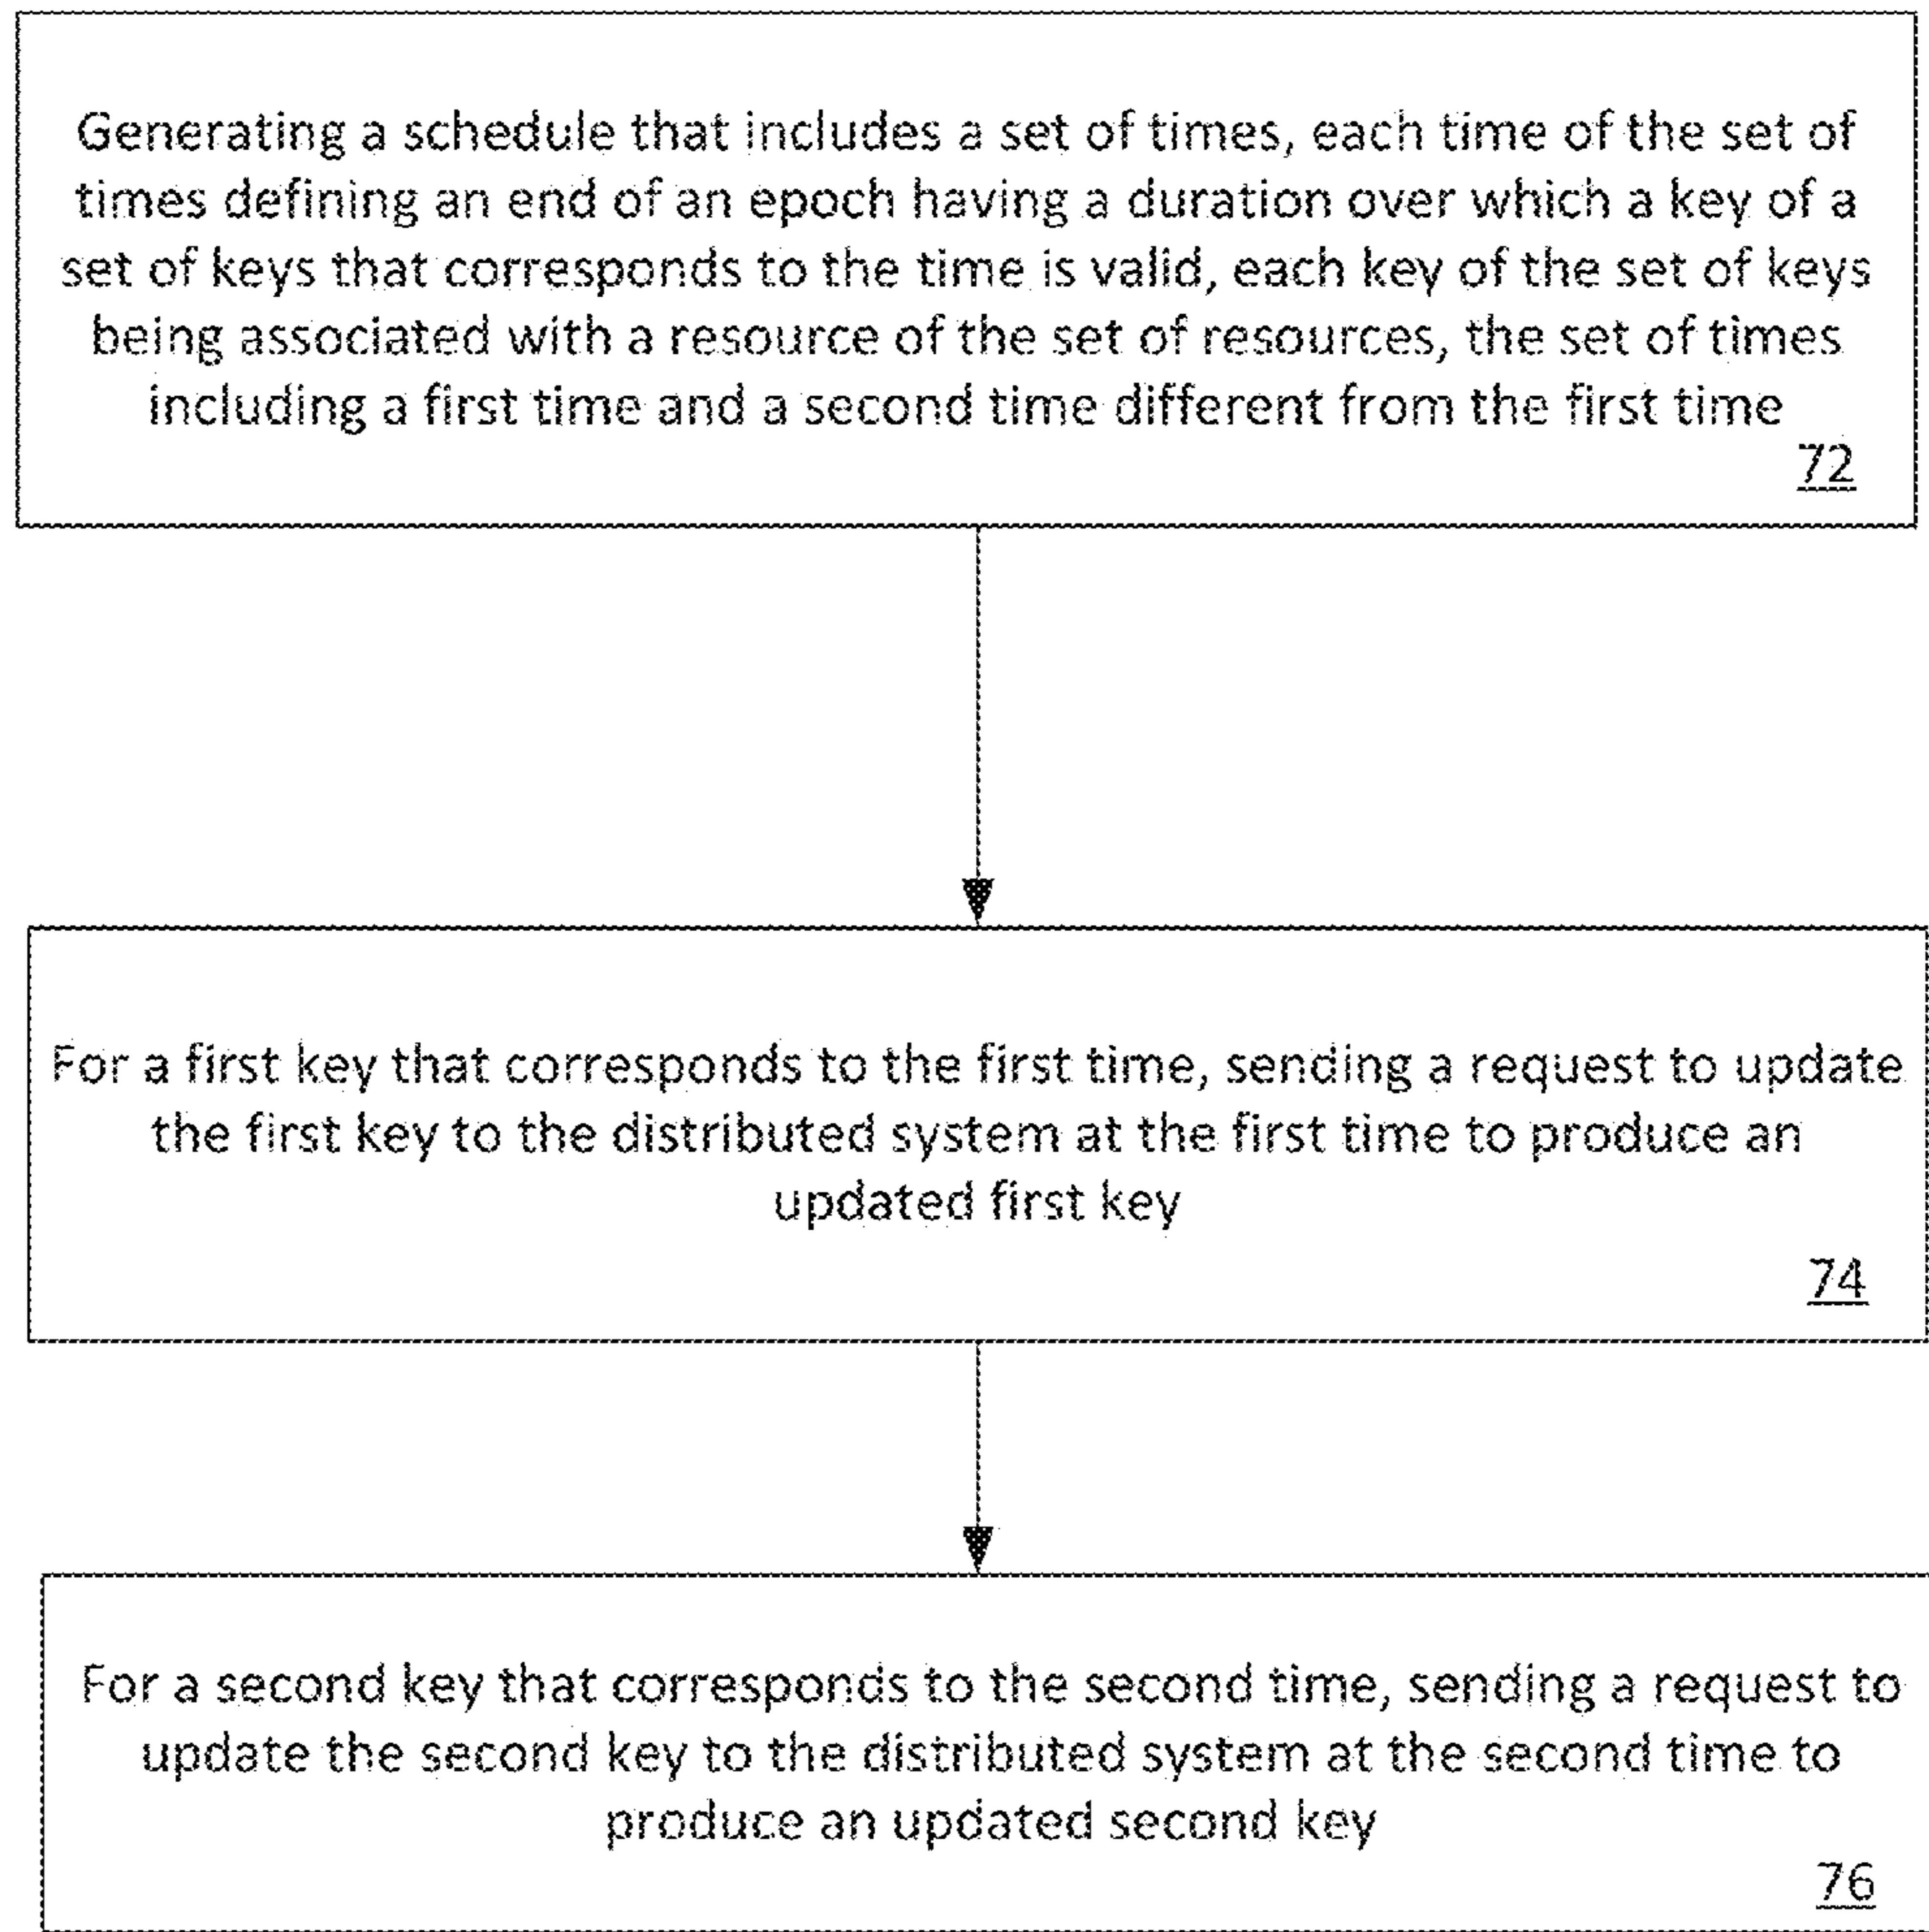 Generating a schedule that includes a set of times, each time of the set of
times defining an end of an epoch having a duration over which a key of a
set of keys that corresponds to the time is valid, each key of the set of keys
being associated with a resource of the set of resources, the set of times
including a first time and a second time different from the first time
72
For a first key that corresponds to the first time, sending a request to update
the first key to the distributed system at the first time to produce an
updated first key
74
For a second key that corresponds to the second time, sending a request to
update the second key to the distributed system at the second time to
produce an updated second key
76